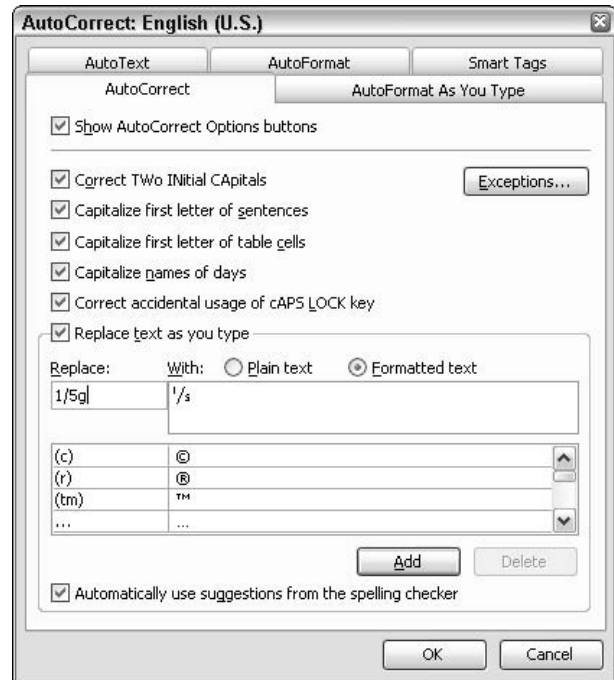 AutoCorrect: English (U.S.)
AutoText AutoFormat Smart Tags
AutoCorrect AutoFormat As You Type
Show AutoCorrect Options buttons
Correct TWo INitial CApitals Exceptions...
Capitalize first letter of sentences
Capitalize first letter of table cells
Capitalize names of days
Correct accidental usage of cAPS LOCK key
Replace text as you type
Replace: With: Plain text Formatted text
1/5g ¹/s
(c) ©
(r) ®
(tm) ™
... ...
Add Delete
Automatically use suggestions from the spelling checker
OK Cancel